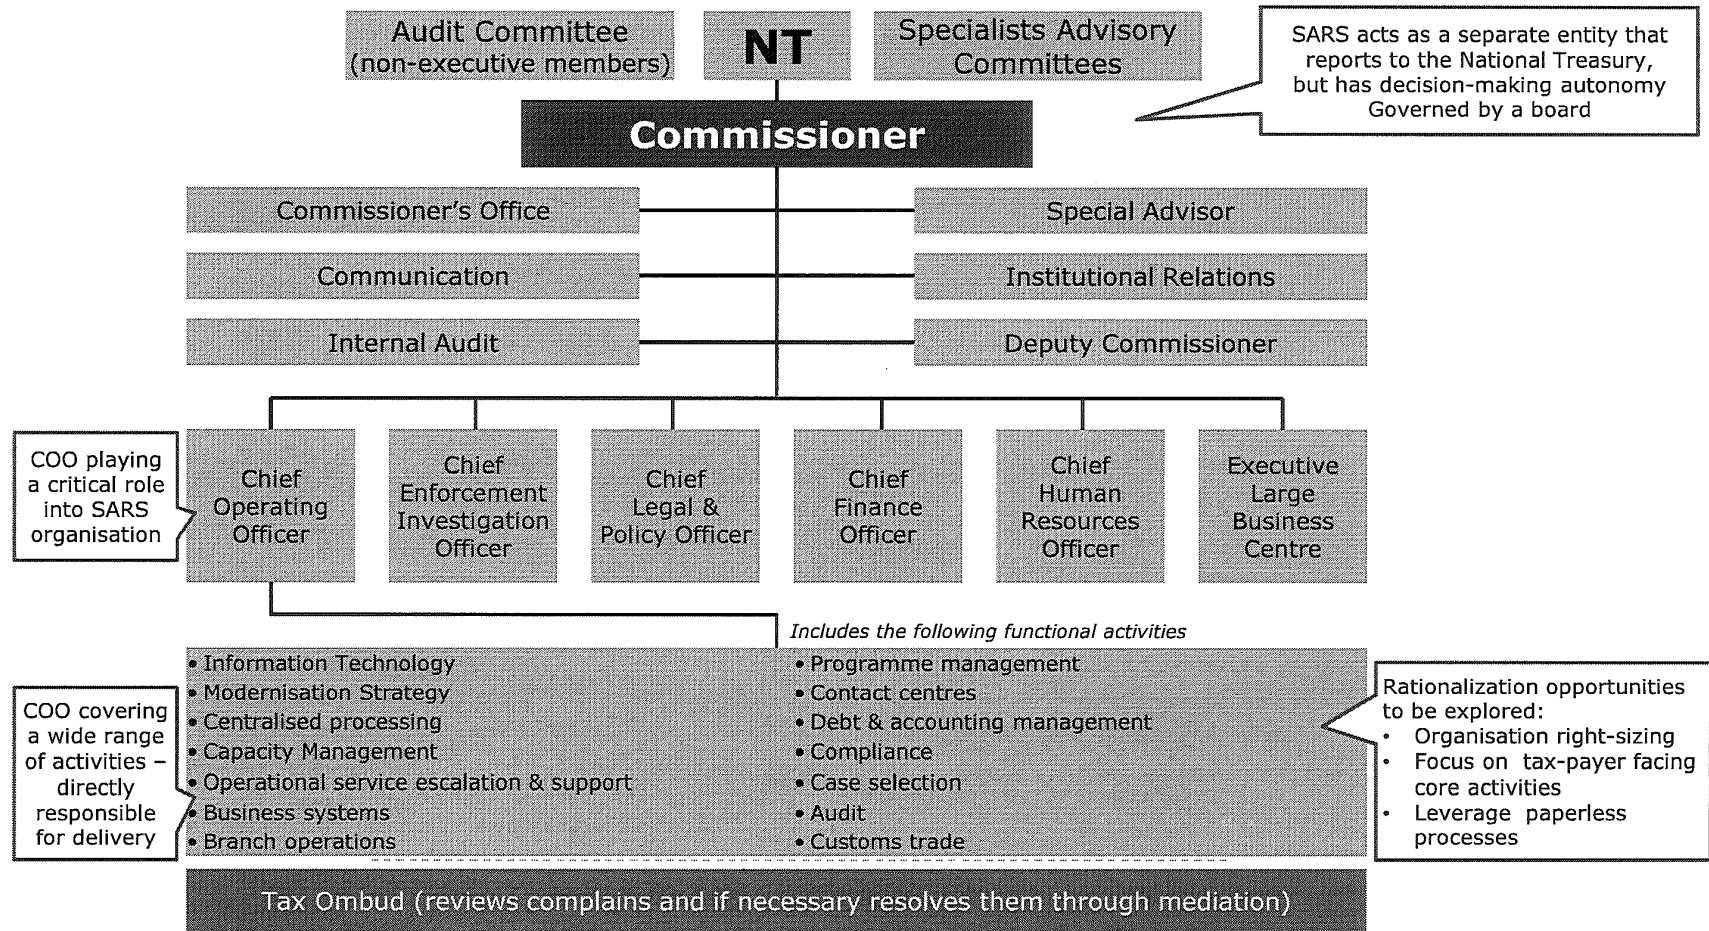 Audit Committee
(non-executive members)
NT
Specialists Advisory
Committees
SARS acts as a separate entity that
reports to the National Treasury,
but has decision-making autonomy
Governed by a board
Commissioner
Commissioner's Office
Special Advisor
Communication
Institutional Relations
Internal Audit
Deputy Commissioner
COO playing
a critical role
into SARS
organisation
Chief
Operating
Officer
Chief
Enforcement
Investigation
Officer
Chief
Legal &
Policy Officer
Chief
Finance
Officer
Chief
Human
Resources
Officer
Executive
Large
Business
Centre
Includes the following functional activities
COO covering
a wide range
of activities –
directly
responsible
for delivery
• Information Technology
• Modernisation Strategy
• Centralised processing
• Capacity Management
• Operational service escalation & support
• Business systems
• Branch operations
• Programme management
• Contact centres
• Debt & accounting management
• Compliance
• Case selection
• Audit
• Customs trade
Rationalization opportunities
to be explored:
• Organisation right-sizing
• Focus on tax-payer facing
core activities
• Leverage paperless
processes
Tax Ombud (reviews complains and if necessary resolves them through mediation)